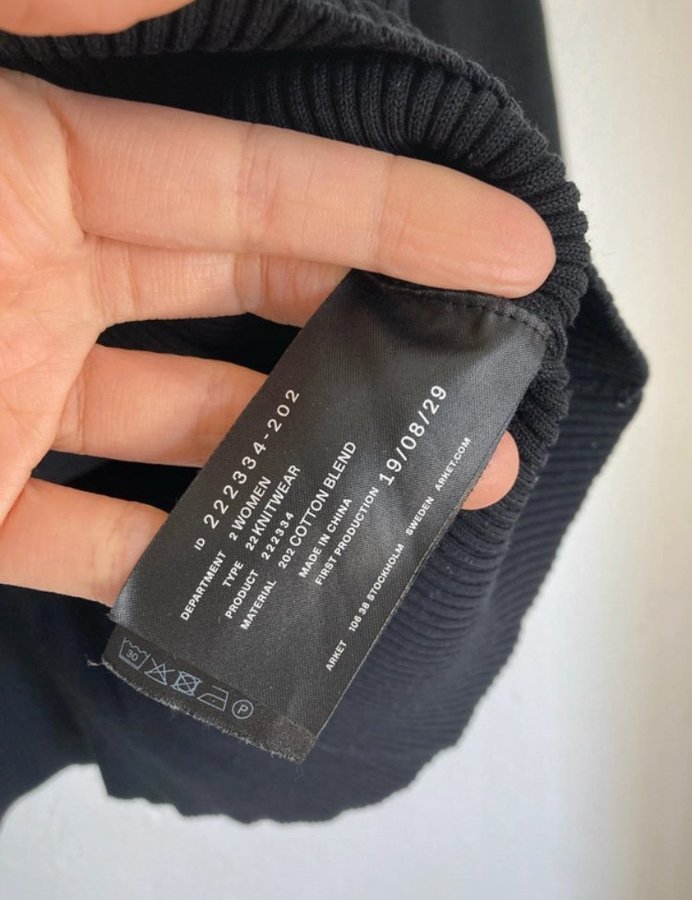 ID 222334-202
DEPARTMENT 2 WOMEN
TYPE 22 KNITWEAR
PRODUCT 222334
MATERIAL 202 COTTON BLEND
MADE IN CHINA
FIRST PRODUCTION 19/08/29
ARKET 106 38 STOCKHOLM SWEDEN ARKET.COM
30 P